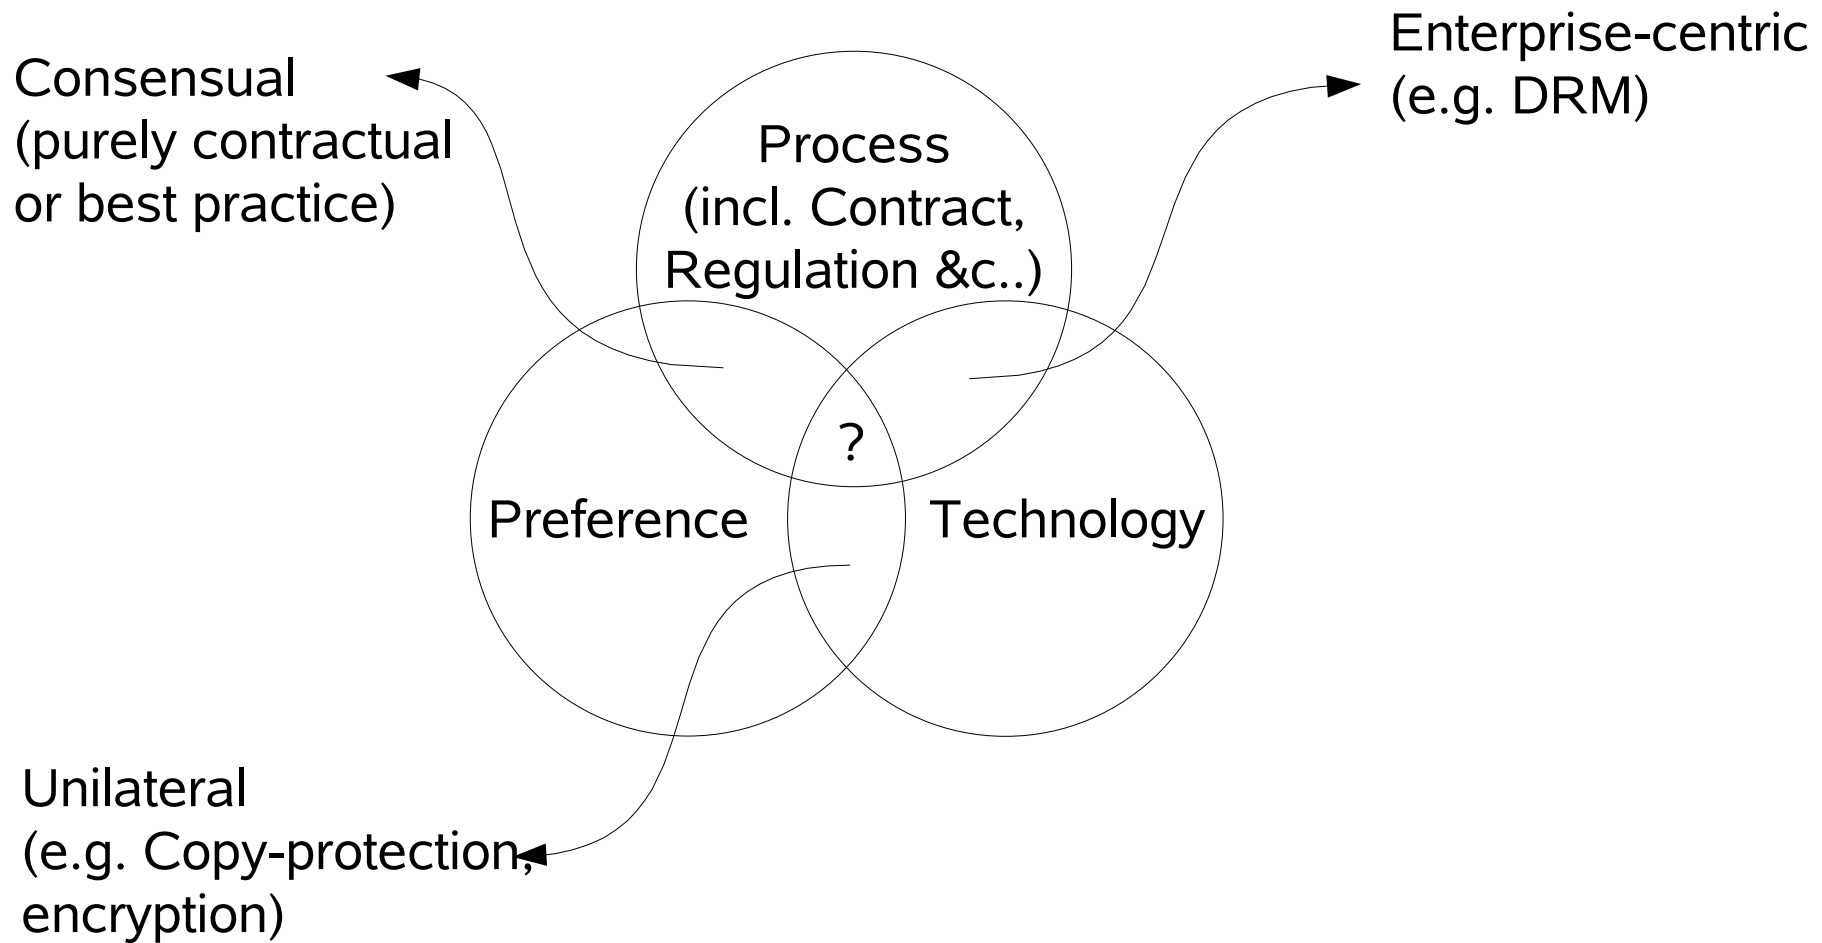 Consensual
(purely contractual
or best practice)
Enterprise-centric
(e.g. DRM)
Process
(incl. Contract,
Regulation &c..)
?
Preference
Technology
Unilateral
(e.g. Copy-protection,
encryption)